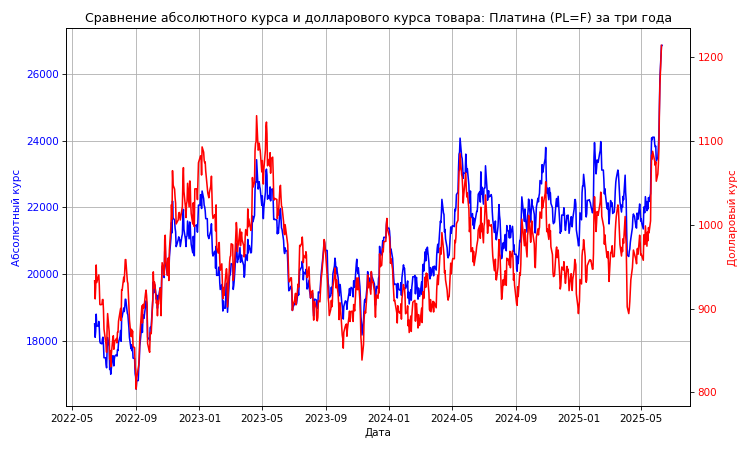 Сравнение абсолютного курса и долларового курса товара: Платина (PL=F) за три года
26000
24000
22000
20000
18000
Абсолютный курс
1200
1100
1000
900
800
Долларовый курс
2022-05 2022-09 2023-01 2023-05 2023-09 2024-01 2024-05 2024-09 2025-01 2025-05
Дата